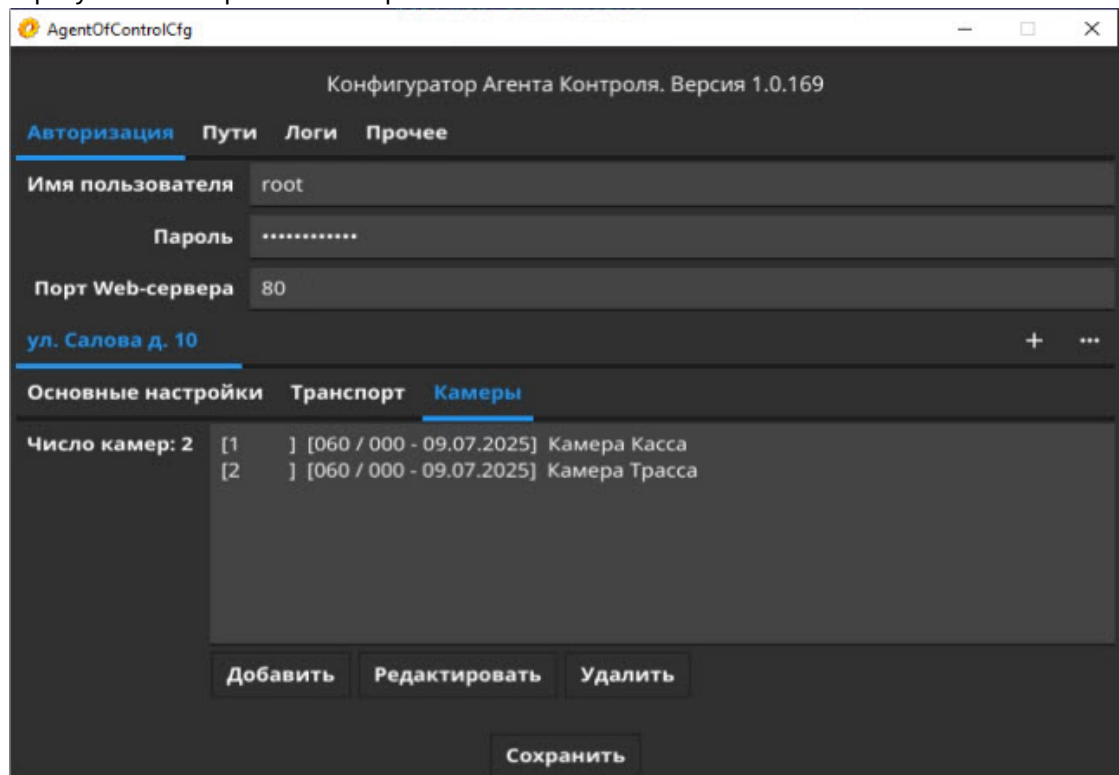 AgentOfControlCfg
Конфигуратор Агента Контроля. Версия 1.0.169
Авторизация Пути Логи Прочее
Имя пользователя root
Пароль ••••••••••••
Порт Web-сервера 80
ул. Салова д. 10 + •••
Основные настройки Транспорт Камеры
Число камер: 2 [1 ] [060 / 000 - 09.07.2025] Камера Касса
[2 ] [060 / 000 - 09.07.2025] Камера Трасса
Добавить Редактировать Удалить
Сохранить